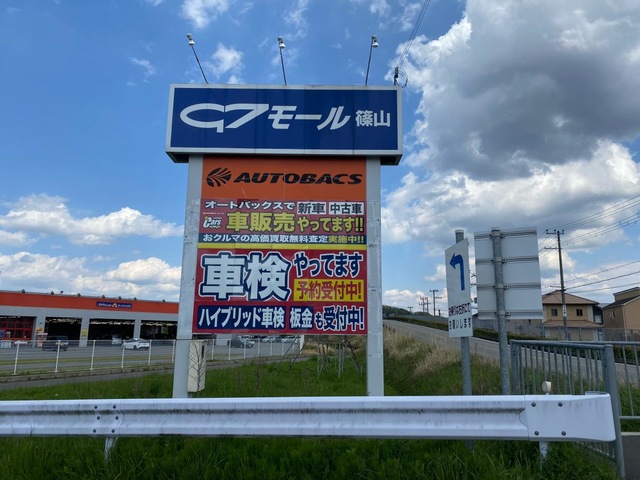 G7モール 篠山
AUTOBACS
オートバックスで 新車 中古車
Cars 車販売やってます!!
おクルマの高価買取無料査定実施中!!
車検 やってます
予約受付中!
ハイブリッド車検 板金も受付中!